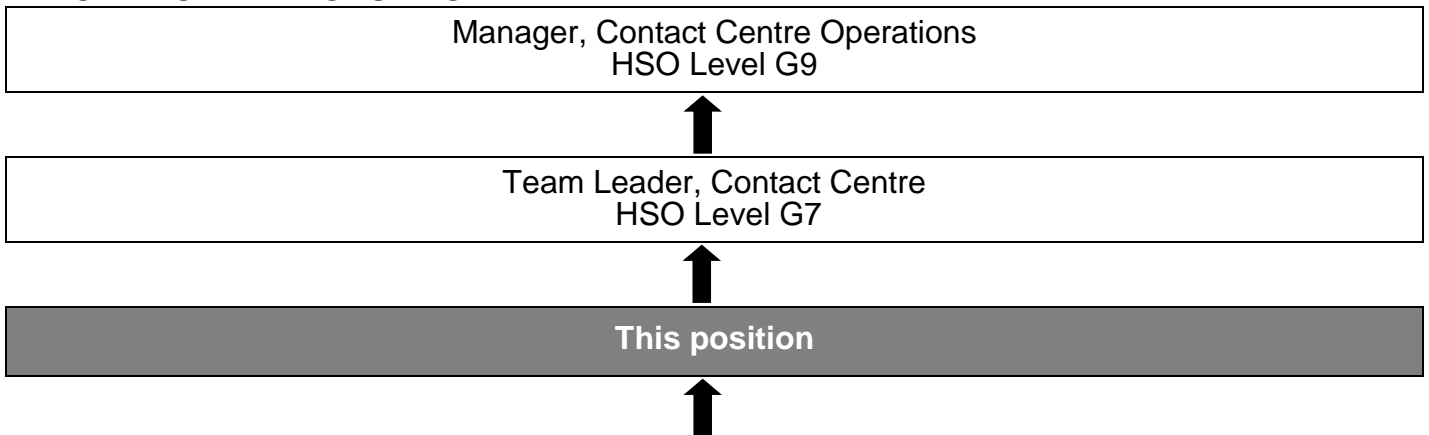 Manager, Contact Centre Operations
HSO Level G9
Team Leader, Contact Centre
HSO Level G7
This position